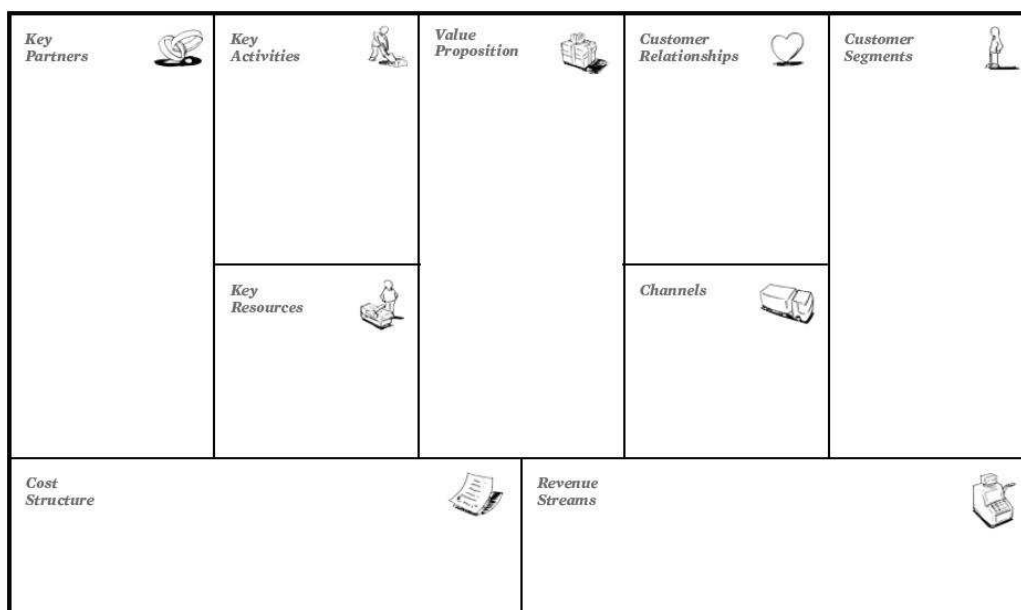 Key
Partners
Key
Activities
Value
Proposition
Customer
Relationships
Customer
Segments
Key
Resources
Channels
Cost
Structure
Revenue
Streams